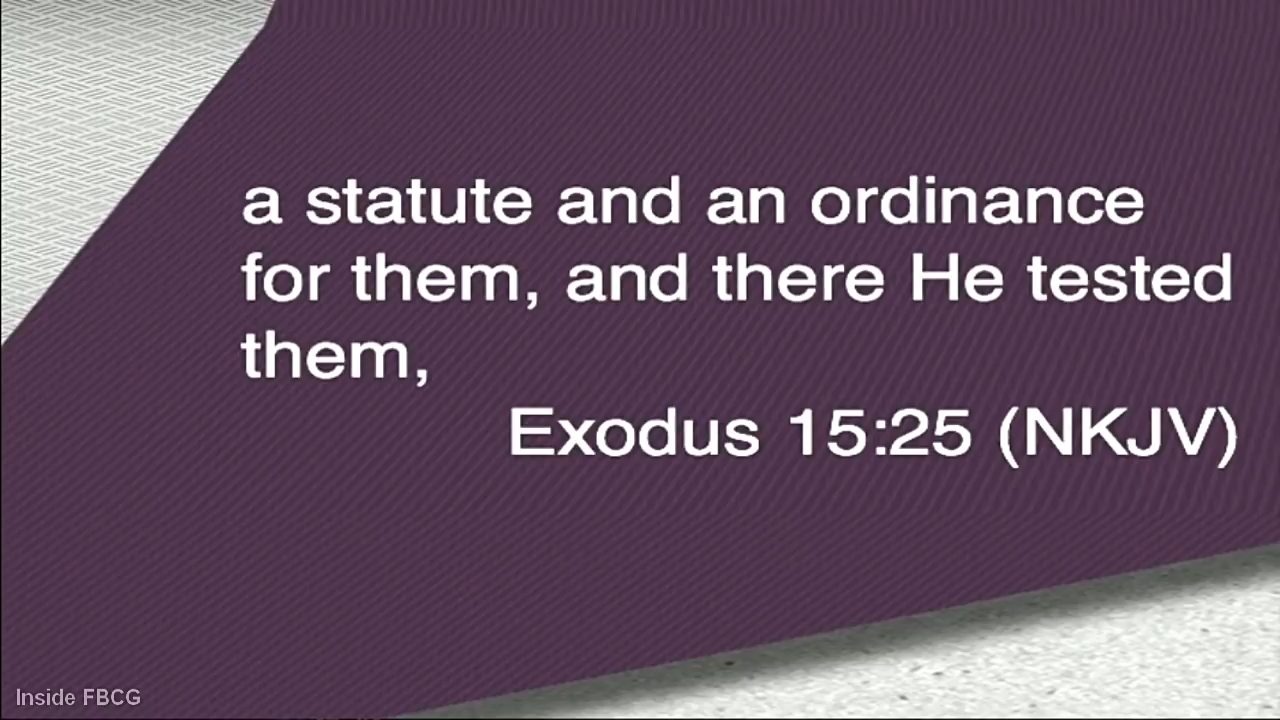 a statute and an ordinance
for them, and there He tested
them,
Exodus 15:25 (NKJV)
Inside FBCG